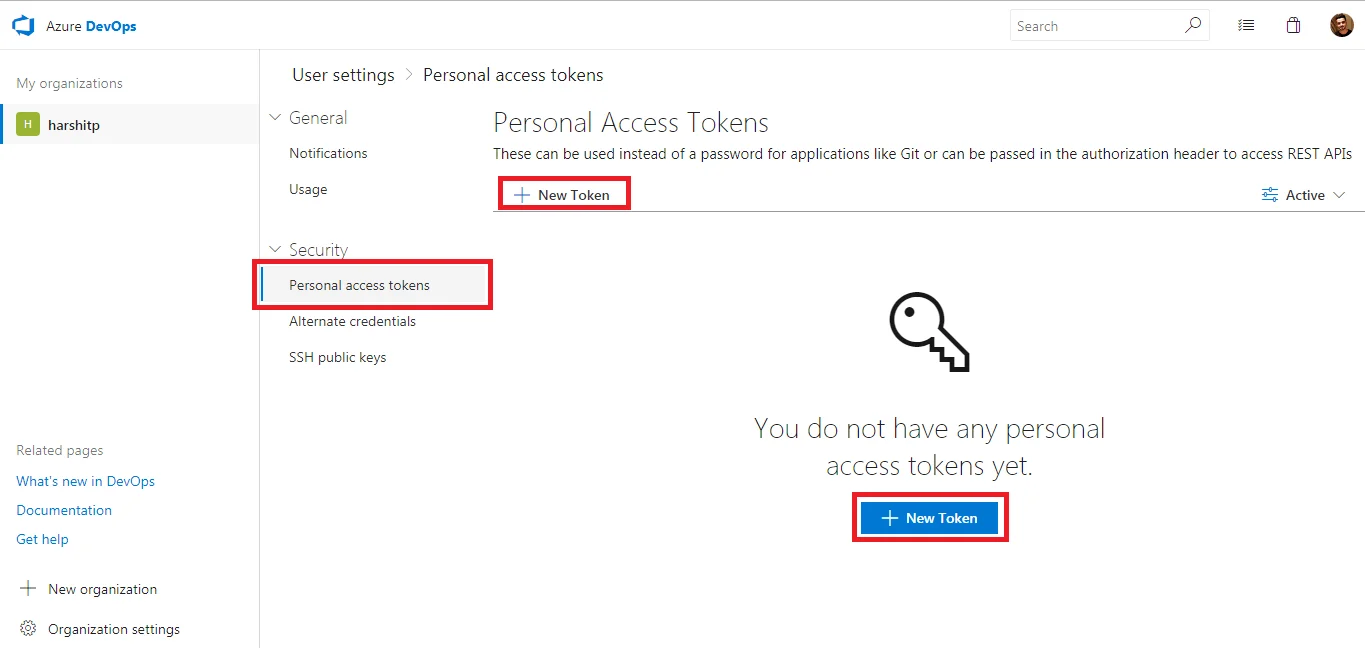 Azure DevOps
Search
My organizations
H harshitp
Related pages
What's new in DevOps
Documentation
Get help
New organization
Organization settings
User settings > Personal access tokens
General
Notifications
Usage
Security
Personal access tokens
Alternate credentials
SSH public keys
Personal Access Tokens
These can be used instead of a password for applications like Git or can be passed in the authorization header to access REST APIs
+ New Token
Active
You do not have any personal
access tokens yet.
+ New Token